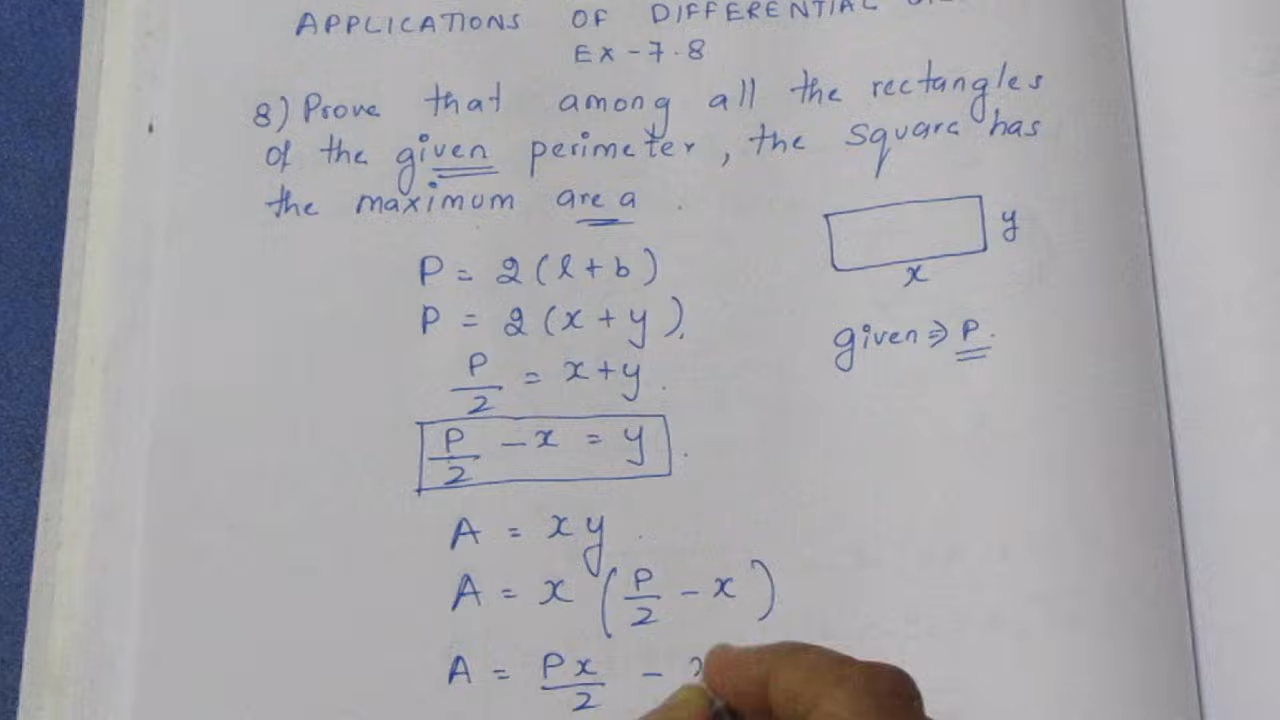 APPLICATIONS OF DIFFERENTIAL
EX - 7.8
8) Prove that among all the rectangles
of the given perimeter, the square has
the maximum area.
y
x
P = 2(l+b)
P = 2(x+y).
given ⇒ P.
P/2 = x+y.
P/2 - x = y.
A = xy.
A = x(P/2 - x)
A = Px/2 -